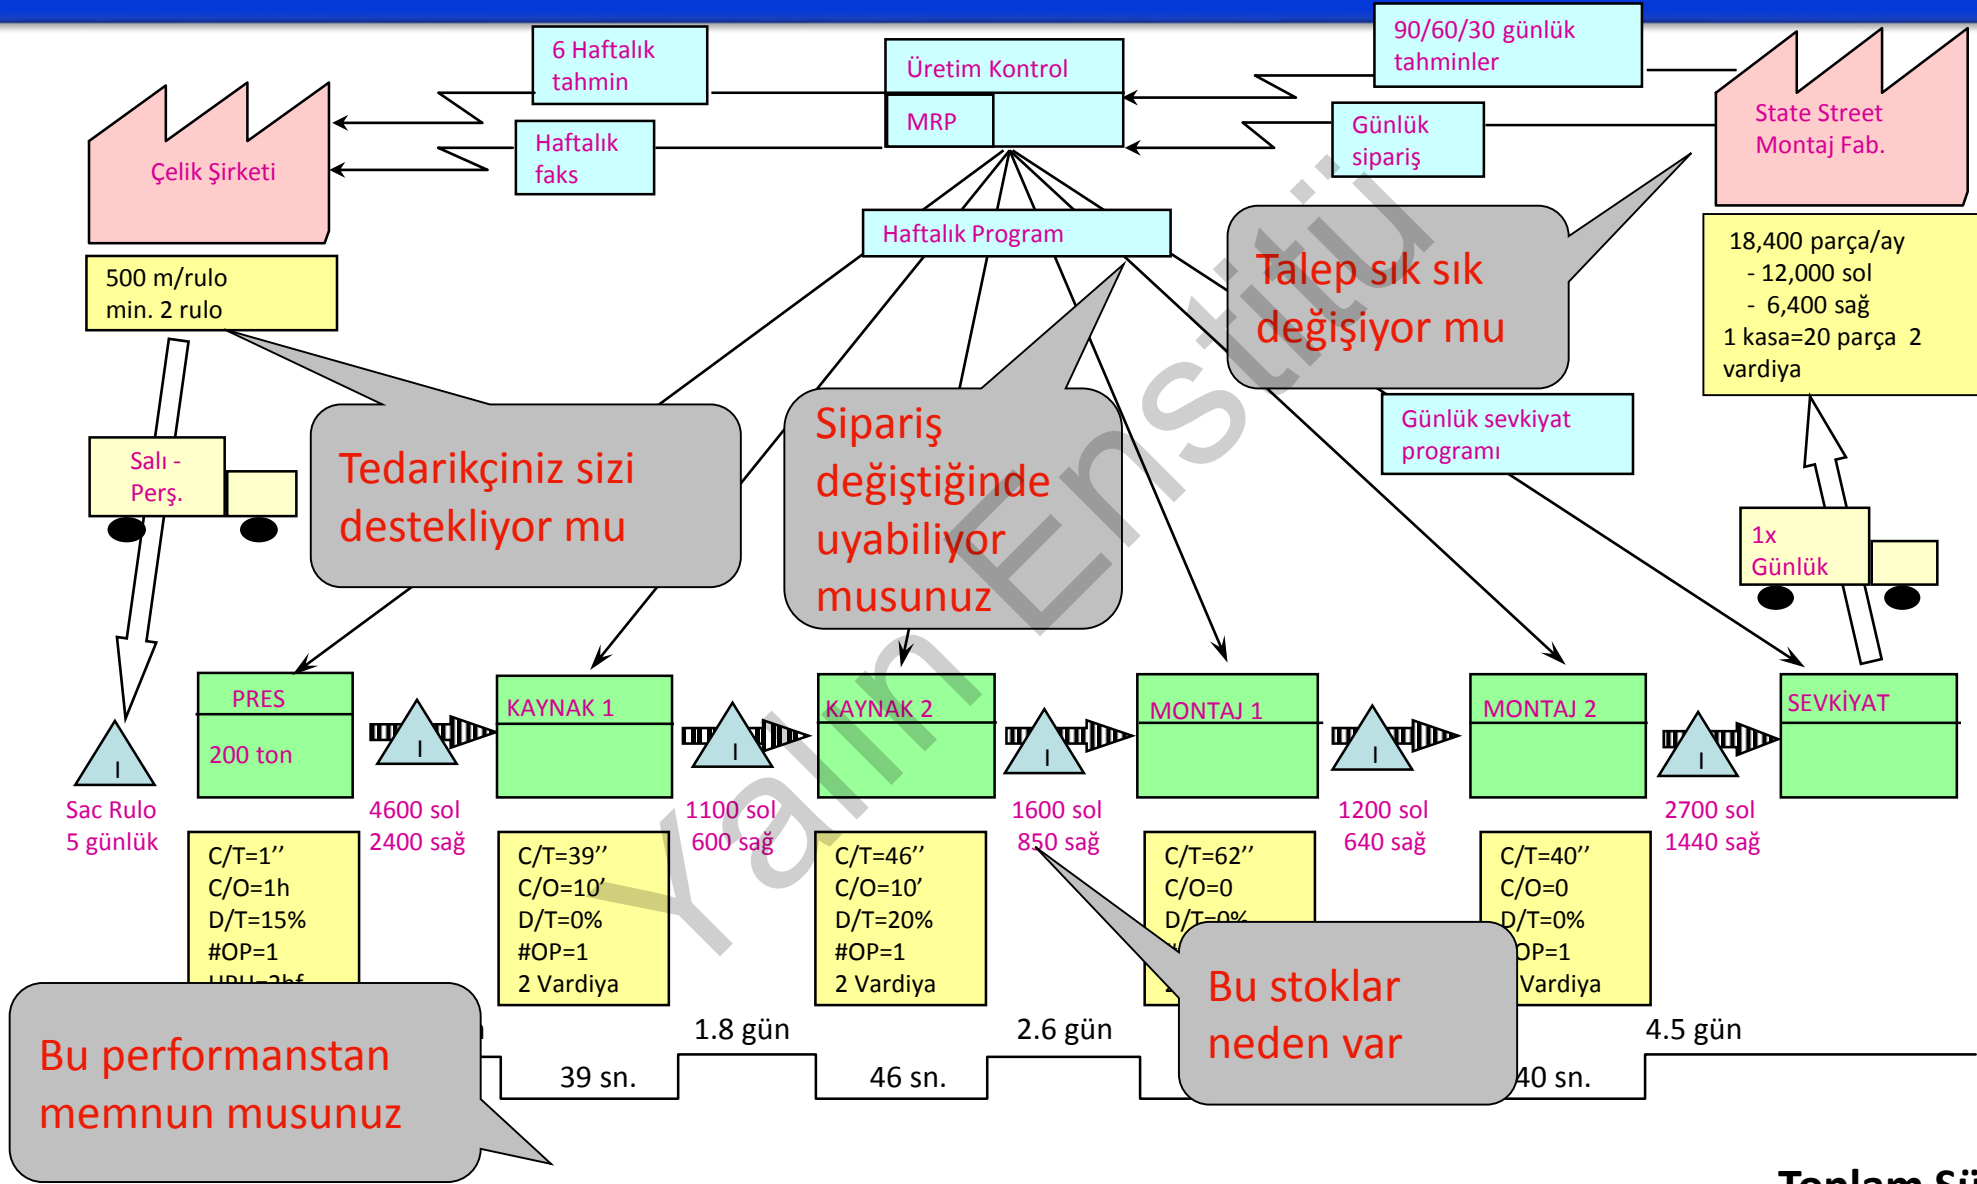 6 Haftalık
tahmin
Üretim Kontrol
MRP
90/60/30 günlük
tahminler
Haftalık
faks
Günlük
sipariş
State Street
Montaj Fab.
Çelik Şirketi
Haftalık Program
500 m/rulo
min. 2 rulo
18,400 parça/ay
- 12,000 sol
- 6,400 sağ
1 kasa=20 parça 2
vardiya
Talep sık sık
değişiyor mu
Günlük sevkiyat
programı
Salı -
Perş.
Tedarikçiniz sizi
destekliyor mu
Sipariş
değiştiğinde
uyabiliyor
musunuz
1x
Günlük
PRES
200 ton
KAYNAK 1
KAYNAK 2
MONTAJ 1
MONTAJ 2
SEVKİYAT
I
I
I
I
I
I
Sac Rulo
5 günlük
4600 sol
2400 sağ
1100 sol
600 sağ
1600 sol
850 sağ
1200 sol
640 sağ
2700 sol
1440 sağ
C/T=1’’
C/O=1h
D/T=15%
#OP=1
C/T=39’’
C/O=10’
D/T=0%
#OP=1
2 Vardiya
C/T=46’’
C/O=10’
D/T=20%
#OP=1
2 Vardiya
C/T=62’’
C/O=0
D/T=0%
C/T=40’’
C/O=0
D/T=0%
OP=1
Vardiya
Bu stoklar
neden var
Bu performanstan
memnun musunuz
1.8 gün
2.6 gün
4.5 gün
39 sn.
46 sn.
40 sn.
Toplam
Yalın Enstitü